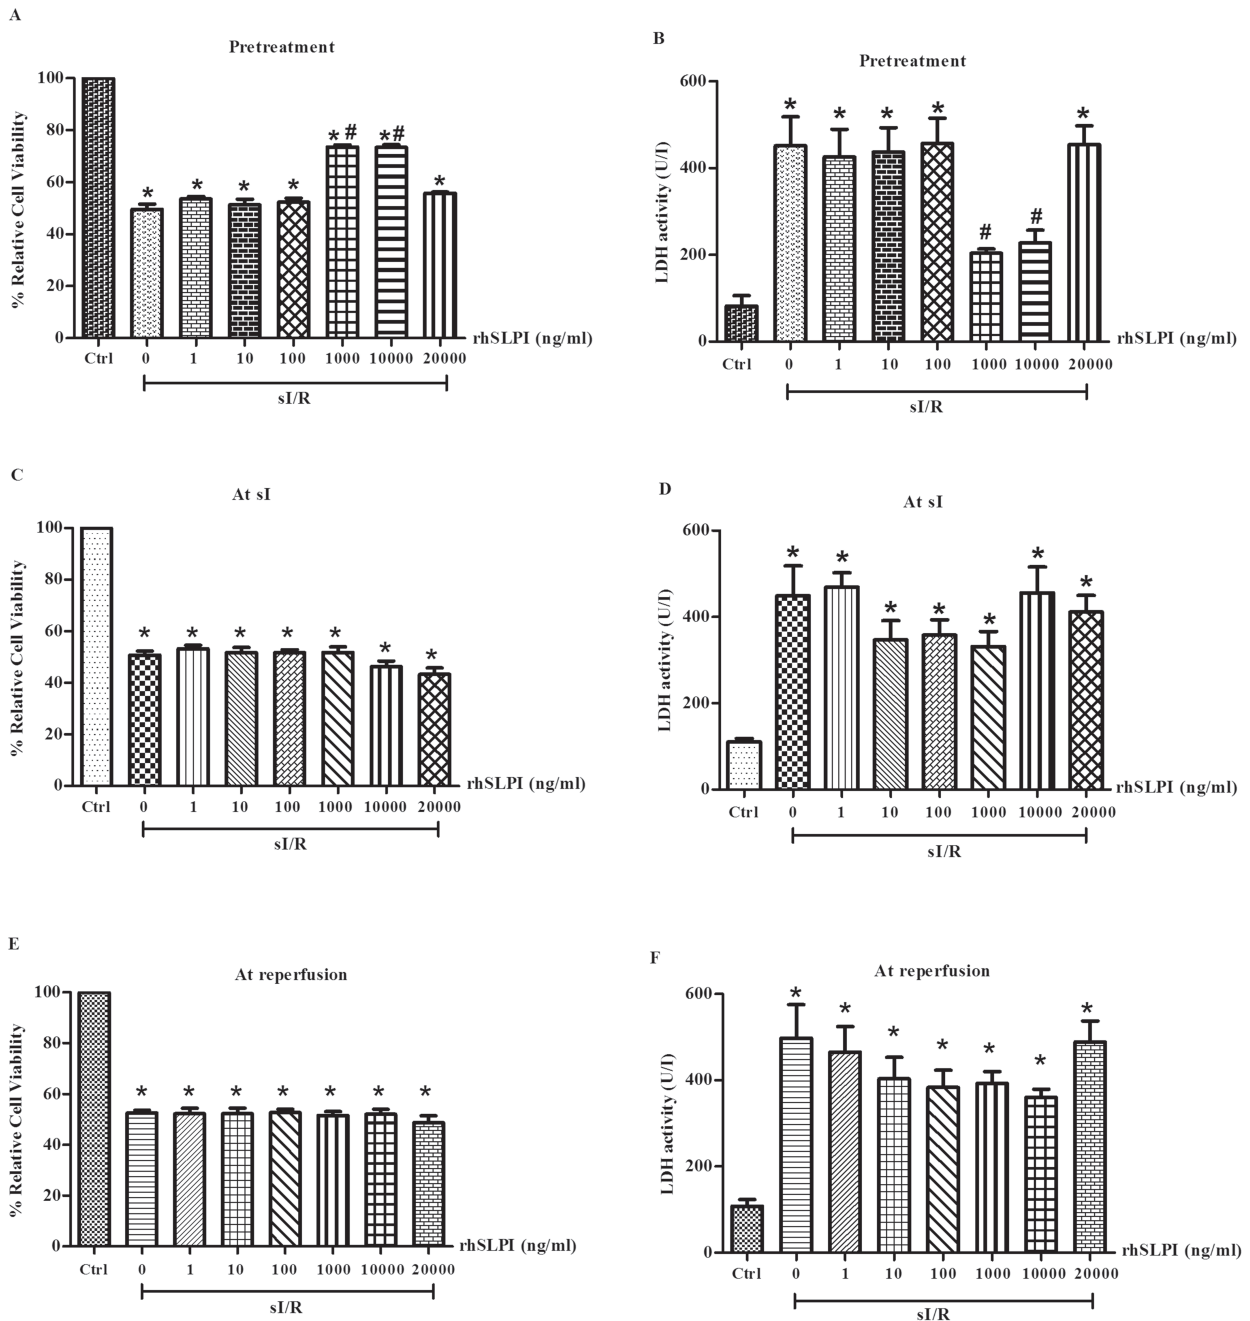 A
Pretreatment
% Relative Cell Viability
100
80
60
40
20
0
* * * * *# *# *
Ctrl 0 1 10 100 1000 10000 20000
rhSLPI (ng/ml)
sI/R
B
Pretreatment
LDH activity (U/I)
600
400
200
0
* * * * # # *
Ctrl 0 1 10 100 1000 10000 20000
rhSLPI (ng/ml)
sI/R
C
At sI
% Relative Cell Viability
100
80
60
40
20
0
* * * * * * *
Ctrl 0 1 10 100 1000 10000 20000
rhSLPI (ng/ml)
sI/R
D
At sI
LDH activity (U/I)
600
400
200
0
* * * * * * *
Ctrl 0 1 10 100 1000 10000 20000
rhSLPI (ng/ml)
sI/R
E
At reperfusion
% Relative Cell Viability
100
80
60
40
20
0
* * * * * * *
Ctrl 0 1 10 100 1000 10000 20000
rhSLPI (ng/ml)
sI/R
F
At reperfusion
LDH activity (U/I)
600
400
200
0
* * * * * * *
Ctrl 0 1 10 100 1000 10000 20000
rhSLPI (ng/ml)
sI/R